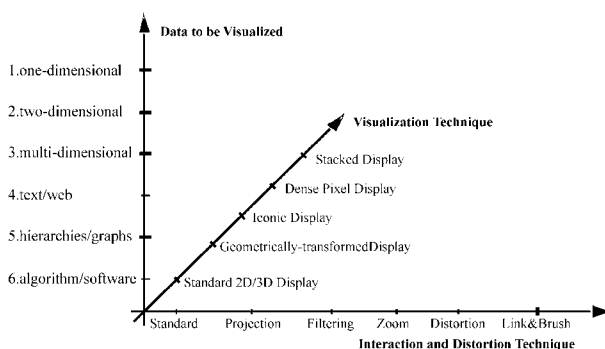 Data to be Visualized
1.one-dimensional
2.two-dimensional
Visualization Technique
3.multi-dimensional
Stacked Display
4.text/web
Dense Pixel Display
Iconic Display
5.hierarchies/graphs
Geometrically-transformedDisplay
6.algorithm/software
Standard 2D/3D Display
Standard Projection Filtering Zoom Distortion Link&Brush
Interaction and Distortion Technique